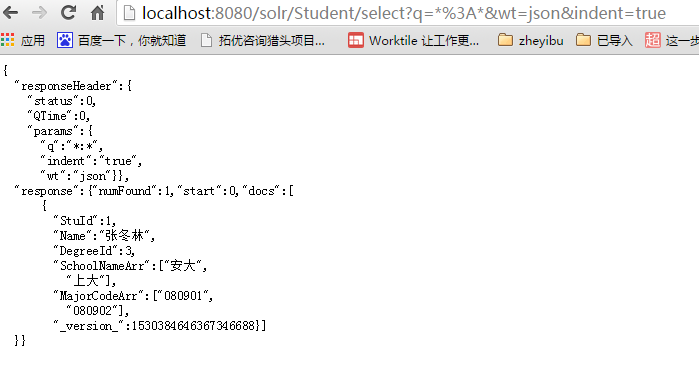 localhost:8080/solr/Student/select?q=*%3A*&wt=json&indent=true
应用 百度一下，你就知道 拓优咨询猎头项目... Worktile 让工作更... zheyibu 已导入 超 这一步
{
  "responseHeader":{
    "status":0,
    "QTime":0,
    "params":{
      "q":"*:*",
      "indent":"true",
      "wt":"json"}},
  "response":{"numFound":1,"start":0,"docs":[
      {
        "StuId":1,
        "Name":"张冬林",
        "DegreeId":3,
        "SchoolNameArr":["安大",
          "上大"],
        "MajorCodeArr":["080901",
          "080902"],
        "_version_":1530384646367346688}]
  }}